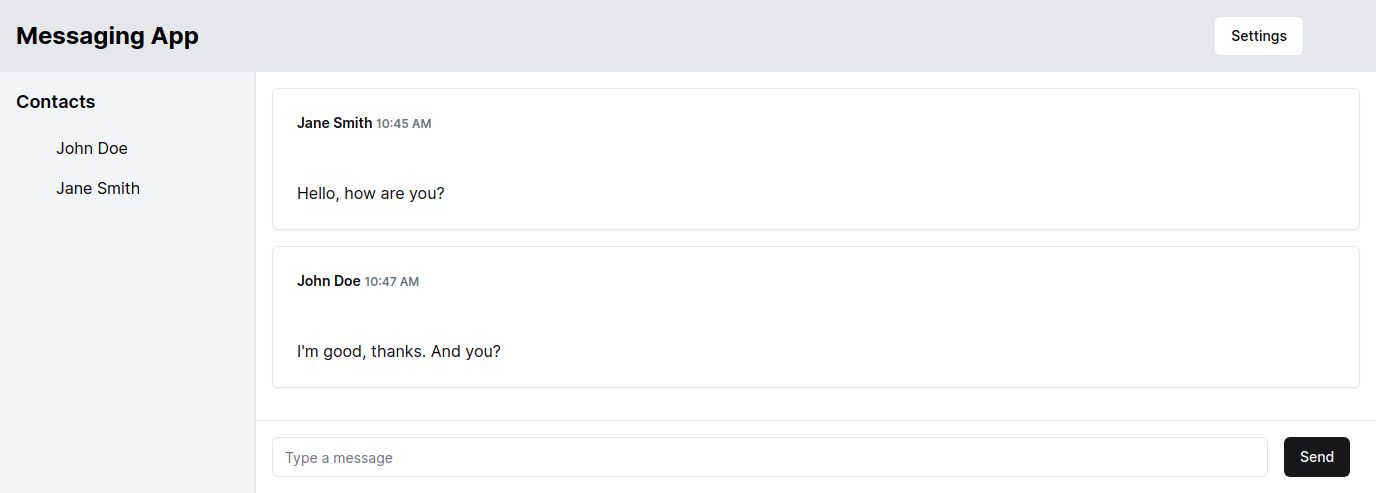 Messaging App
Settings
Contacts
John Doe
Jane Smith
Jane Smith 10:45 AM
Hello, how are you?
John Doe 10:47 AM
I'm good, thanks. And you?
Type a message
Send